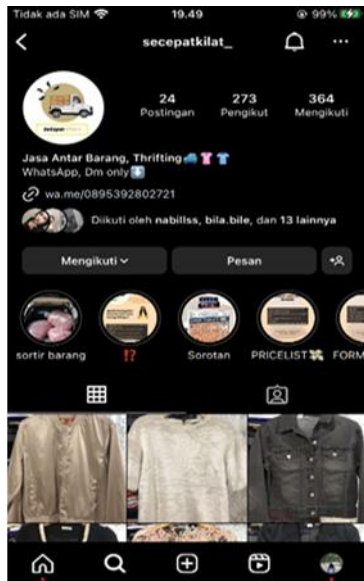 Tidak ada SIM 19.49 99%
secepatkilat_
24 273 364
Postingan Pengikut Mengikuti
Jasa Antar Barang, Thrifting
WhatsApp, Dm only
wa.me/0895392802721
Diikuti oleh nabillss, bila.bile, dan 13 lainnya
Mengikuti Pesan
sortir barang ⁉️ Sorotan PRICELIST FORM